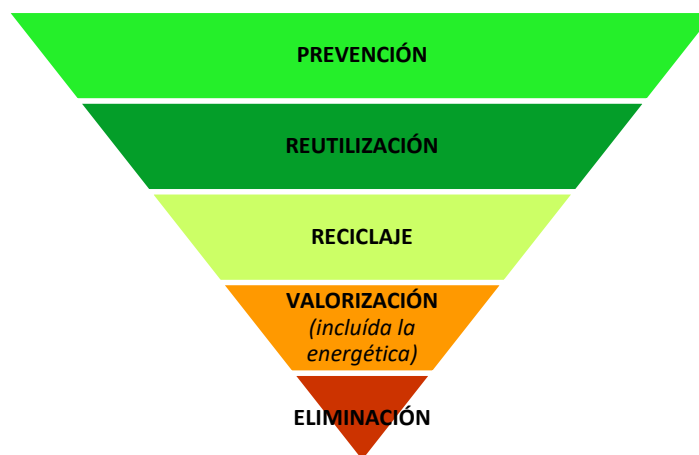 PREVENCIÓN
REUTILIZACIÓN
RECICLAJE
VALORIZACIÓN
(incluída la
energética)
ELIMINACIÓN